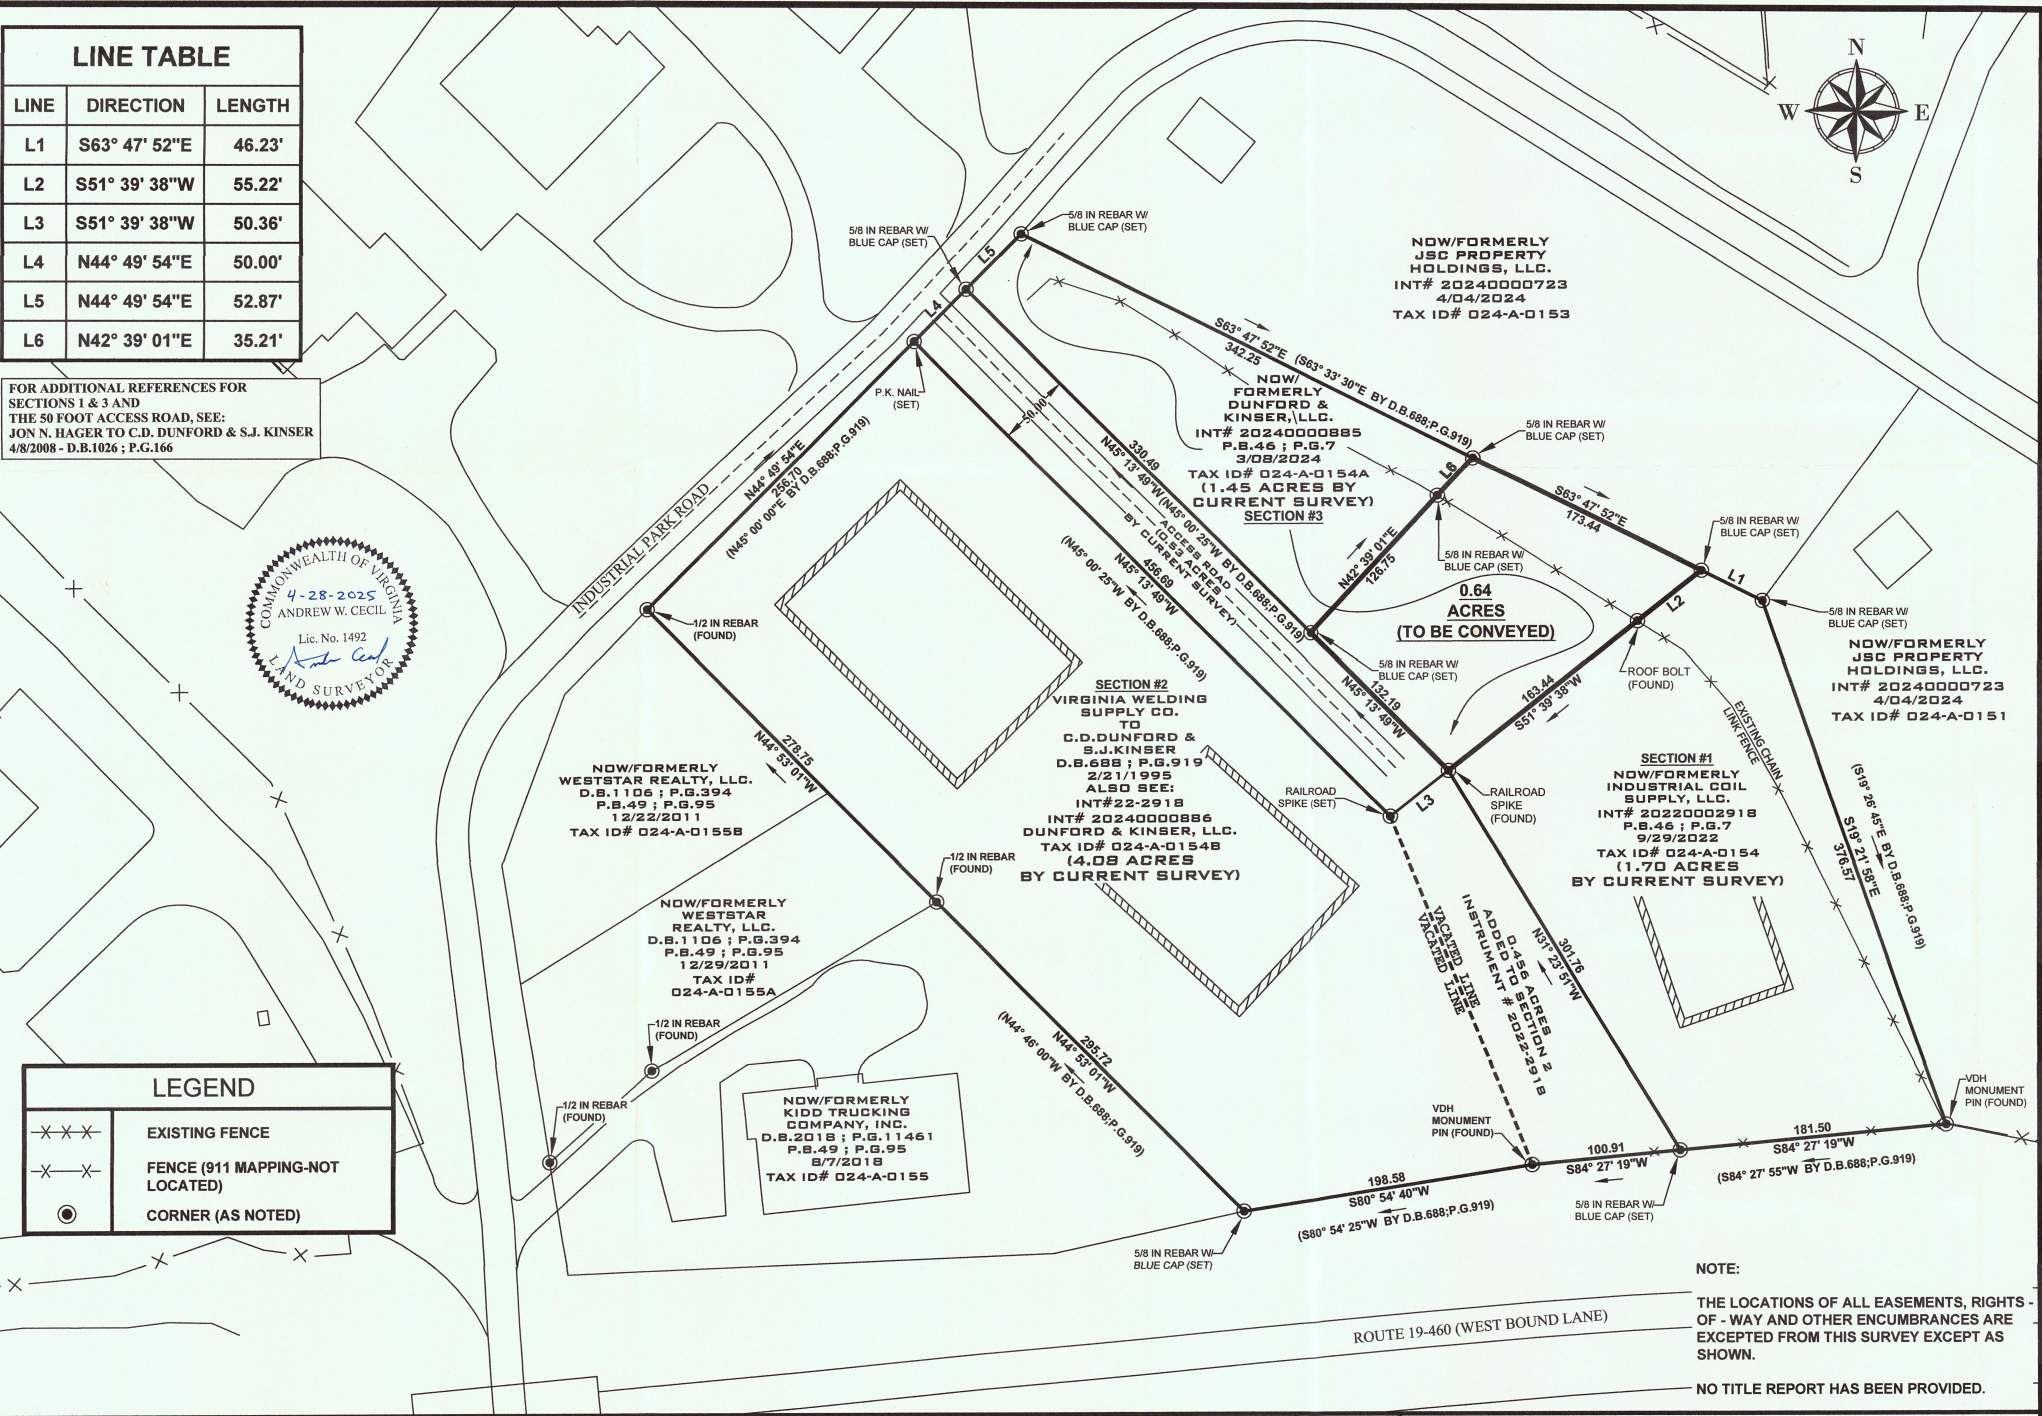 LINE TABLE
LINE DIRECTION LENGTH
L1 S63° 47' 52"E 46.23'
L2 S51° 39' 38"W 55.22'
L3 S51° 39' 38"W 50.36'
L4 N44° 49' 54"E 50.00'
L5 N44° 49' 54"E 52.87'
L6 N42° 39' 01"E 35.21'
FOR ADDITIONAL REFERENCES FOR
SECTIONS 1 & 3 AND
THE 50 FOOT ACCESS ROAD, SEE:
JON N. HAGER TO C.D. DUNFORD & S.J. KINSER
4/8/2008 - D.B.1026 ; P.G.166
N
W E
S
COMMONWEALTH OF VIRGINIA
4-28-2025
ANDREW W. CECIL
Lic. No. 1492
Andw Cecil
LAND SURVEYOR
5/8 IN REBAR W/
BLUE CAP (SET)
5/8 IN REBAR W/
BLUE CAP (SET)
L5
L4
P.K. NAIL
(SET)
NOW/FORMERLY
JSC PROPERTY
HOLDINGS, LLC.
INT# 20240000723
4/04/2024
TAX ID# 024-A-0153
S63° 47' 52"E (S63° 33' 30"E BY D.B.688;P.G.919)
342.25
NOW/
FORMERLY
DUNFORD &
KINSER, LLC.
INT# 20240000885
P.B.46 ; P.G.7
3/08/2024
TAX ID# 024-A-0154A
(1.45 ACRES BY
CURRENT SURVEY)
SECTION #3
50.00'
330.49
N45° 13' 49"W (N45° 00' 25"W BY D.B.688;P.G.919)
ACCESS ROAD
(0.53 ACRES
BY CURRENT SURVEY)
456.69
N45° 13' 49"W
(N45° 00' 25"W BY D.B.688;P.G.919)
N44° 49' 54"E
256.70
(N45° 00' 00"E BY D.B.688;P.G.919)
INDUSTRIAL PARK ROAD
1/2 IN REBAR
(FOUND)
5/8 IN REBAR W/
BLUE CAP (SET)
L6
5/8 IN REBAR W/
BLUE CAP (SET)
N42° 39' 01"E
126.75
S63° 47' 52"E
173.44
5/8 IN REBAR W/
BLUE CAP (SET)
L1
L2
0.64
ACRES
(TO BE CONVEYED)
5/8 IN REBAR W/
BLUE CAP (SET)
5/8 IN REBAR W/
BLUE CAP (SET)
132.19
N45° 13' 49"W
163.44
S51° 39' 38"W
ROOF BOLT
(FOUND)
NOW/FORMERLY
JSC PROPERTY
HOLDINGS, LLC.
INT# 20240000723
4/04/2024
TAX ID# 024-A-0151
EXISTING CHAIN
LINK FENCE
SECTION #2
VIRGINIA WELDING
SUPPLY CO.
TO
C.D.DUNFORD &
S.J.KINSER
D.B.688 ; P.G.919
2/21/1995
ALSO SEE:
INT#22-2918
INT# 20240000886
DUNFORD & KINSER, LLC.
TAX ID# 024-A-0154B
(4.08 ACRES
BY CURRENT SURVEY)
RAILROAD
SPIKE (SET)
L3
RAILROAD
SPIKE
(FOUND)
SECTION #1
NOW/FORMERLY
INDUSTRIAL COIL
SUPPLY, LLC.
INT# 20220002918
P.B.46 ; P.G.7
9/29/2022
TAX ID# 024-A-0154
(1.70 ACRES
BY CURRENT SURVEY)
(S19° 26' 45"E BY D.B.688;P.G.919)
S19° 21' 58"E
376.57
278.75
N44° 53' 01"W
NOW/FORMERLY
WESTSTAR REALTY, LLC.
D.B.1106 ; P.G.394
P.B.49 ; P.G.95
12/22/2011
TAX ID# 024-A-0155B
1/2 IN REBAR
(FOUND)
NOW/FORMERLY
WESTSTAR
REALTY, LLC.
D.B.1106 ; P.G.394
P.B.49 ; P.G.95
12/29/2011
TAX ID#
024-A-0155A
1/2 IN REBAR
(FOUND)
1/2 IN REBAR
(FOUND)
NOW/FORMERLY
KIDD TRUCKING
COMPANY, INC.
D.B.2018 ; P.G.11461
P.B.49 ; P.G.95
8/7/2018
TAX ID# 024-A-0155
295.72
N44° 53' 01"W
(N44° 46' 00"W BY D.B.688;P.G.919)
VACATED LINE
VACATED LINE
0.456 ACRES
ADDED TO SECTION 2
INSTRUMENT # 2022-2918
301.76
N31° 23' 51"W
VDH
MONUMENT
PIN (FOUND)
VDH
MONUMENT
PIN (FOUND)
198.58
S80° 54' 40"W
(S80° 54' 25"W BY D.B.688;P.G.919)
100.91
S84° 27' 19"W
181.50
S84° 27' 19"W
(S84° 27' 55"W BY D.B.688;P.G.919)
5/8 IN REBAR W/
BLUE CAP (SET)
5/8 IN REBAR W/
BLUE CAP (SET)
LEGEND
EXISTING FENCE
FENCE (911 MAPPING-NOT
LOCATED)
CORNER (AS NOTED)
ROUTE 19-460 (WEST BOUND LANE)
NOTE:
THE LOCATIONS OF ALL EASEMENTS, RIGHTS -
OF - WAY AND OTHER ENCUMBRANCES ARE
EXCEPTED FROM THIS SURVEY EXCEPT AS
SHOWN.
NO TITLE REPORT HAS BEEN PROVIDED.